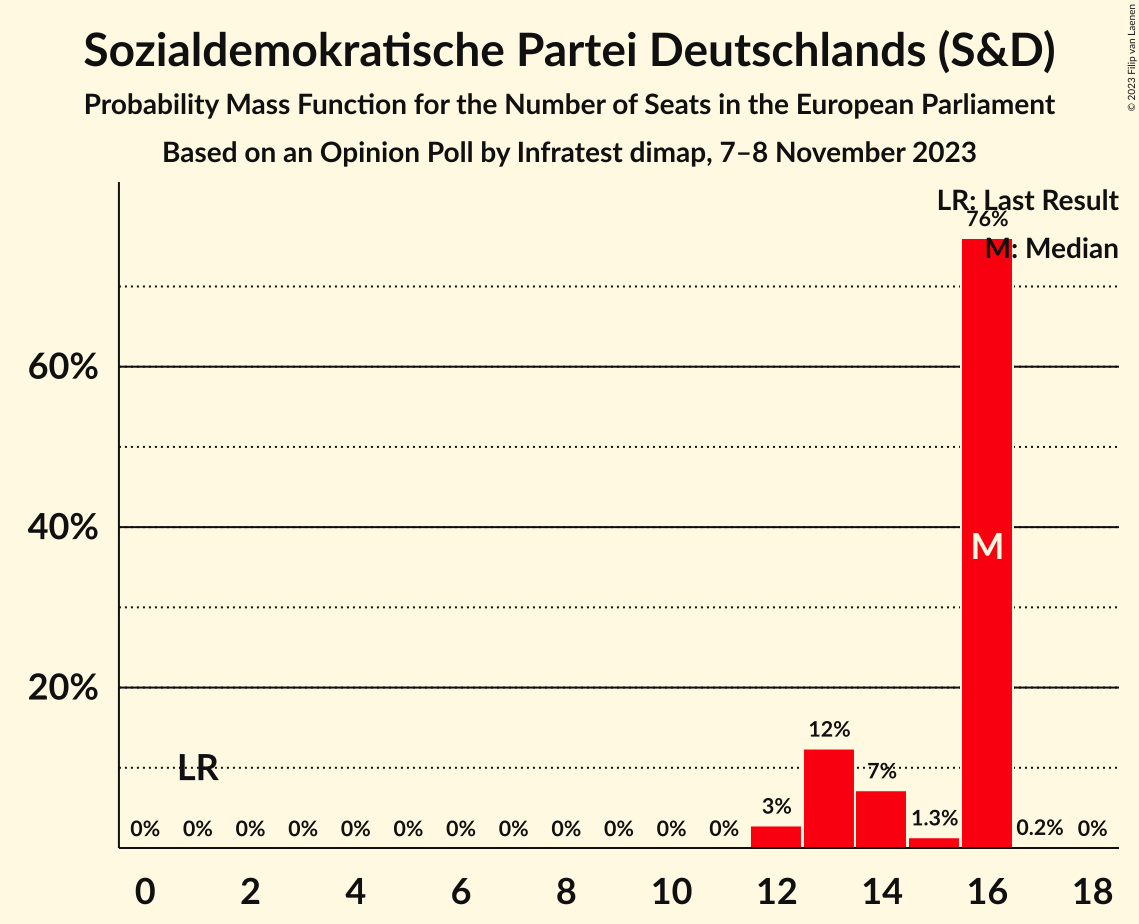 Sozialdemokratische Partei Deutschlands (S&D)
Probability Mass Function for the Number of Seats in the European Parliament
Based on an Opinion Poll by Infratest dimap, 7–8 November 2023
© 2023 Filip van Laenen
LR: Last Result
76%
M: Median
60%
40%
M
20%
12%
LR
7%
3%
1.3%
0% 0% 0% 0% 0% 0% 0% 0% 0% 0% 0% 0% 0.2% 0%
0 2 4 6 8 10 12 14 16 18